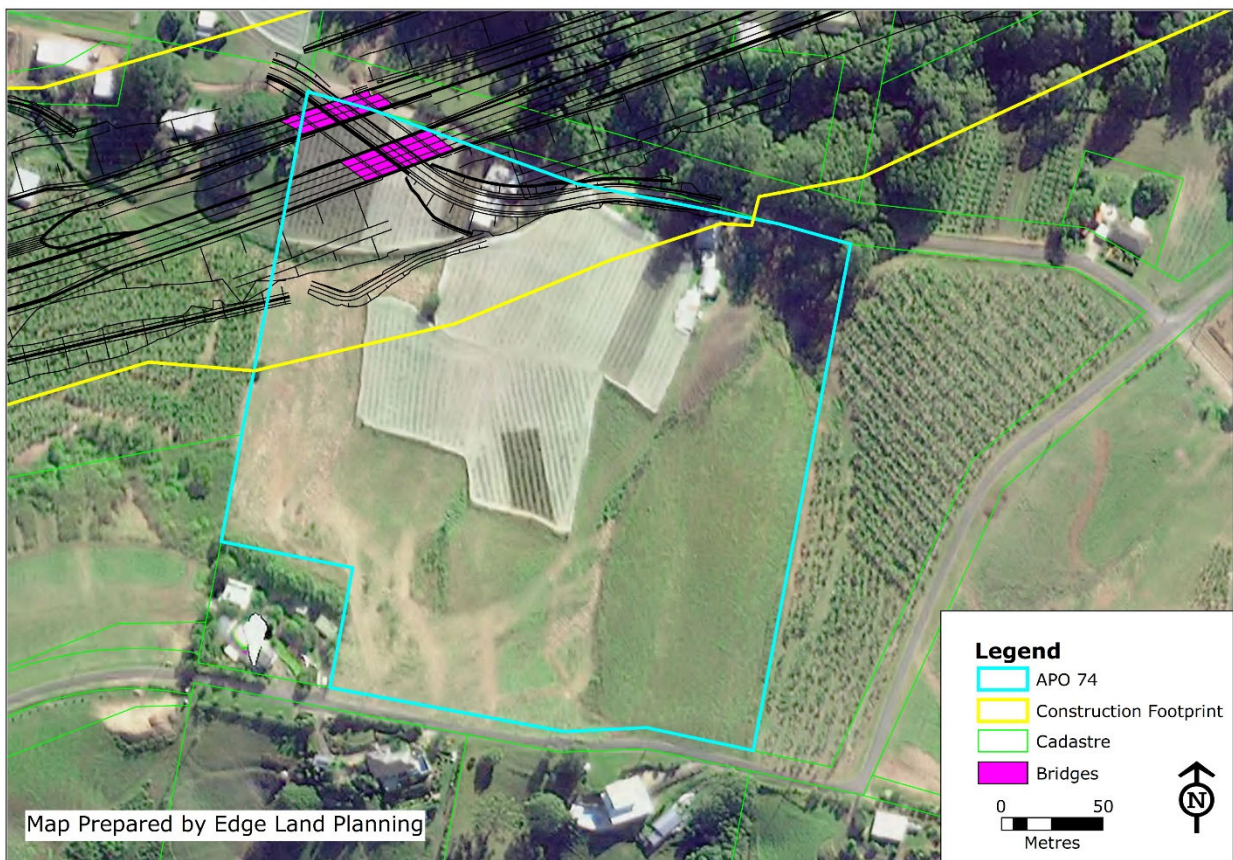 Legend
APO 74
Construction Footprint
Cadastre
Bridges
0 50
Metres
N
Map Prepared by Edge Land Planning